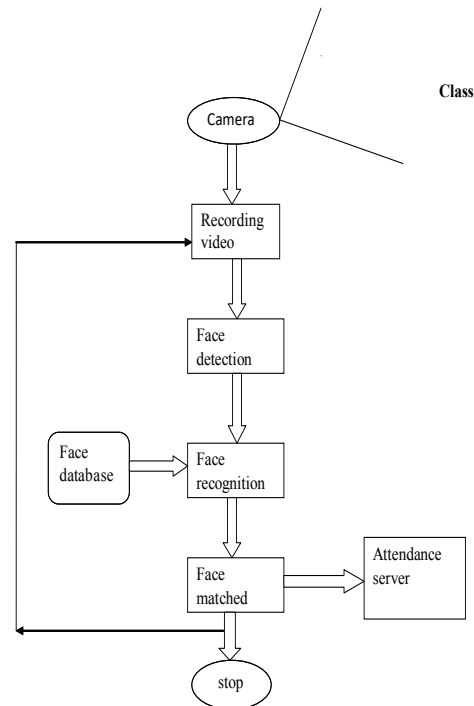 Class
Camera
Recording
video
Face
detection
Face
database
Face
recognition
Face
matched
Attendance
server
stop